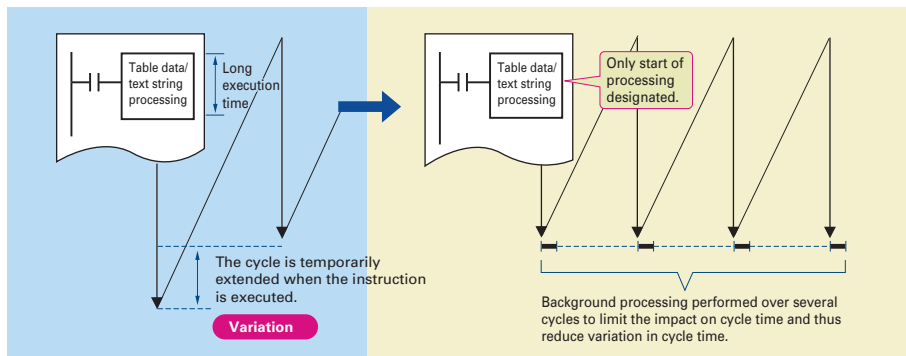 Table data/
text string
processing
Long
execution
time
The cycle is temporarily
extended when the instruction
is executed.
Variation
Table data/
text string
processing
Only start of
processing
designated.
Background processing performed over several
cycles to limit the impact on cycle time and thus
reduce variation in cycle time.